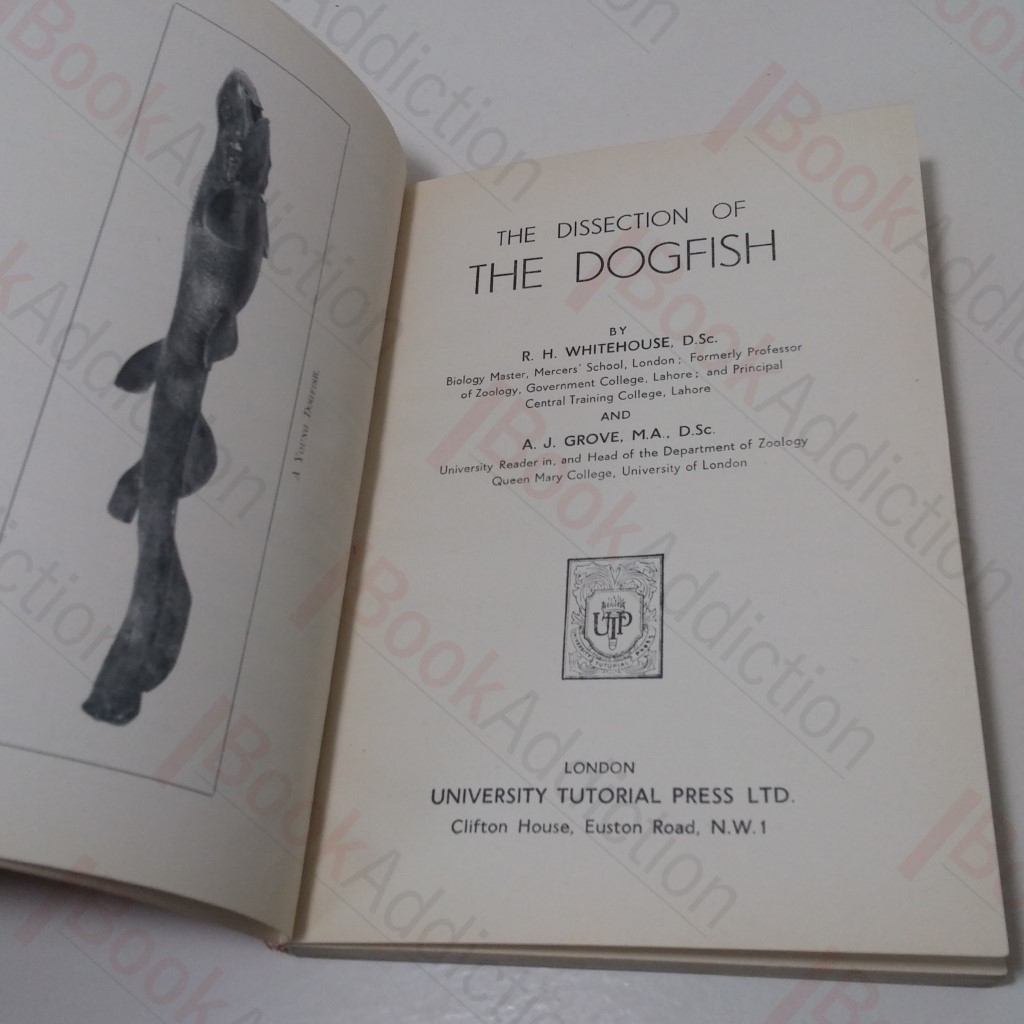 A YOUNG DOGFISH.
THE DISSECTION OF
THE DOGFISH
BY
R. H. WHITEHOUSE, D.Sc.
Biology Master, Mercers' School, London; Formerly Professor
of Zoology, Government College, Lahore; and Principal
Central Training College, Lahore
AND
A. J. GROVE, M.A., D.Sc.
University Reader in, and Head of the Department of Zoology
Queen Mary College, University of London
UTP
LONDON
UNIVERSITY TUTORIAL PRESS LTD.
Clifton House, Euston Road, N.W.1
BookAddiction